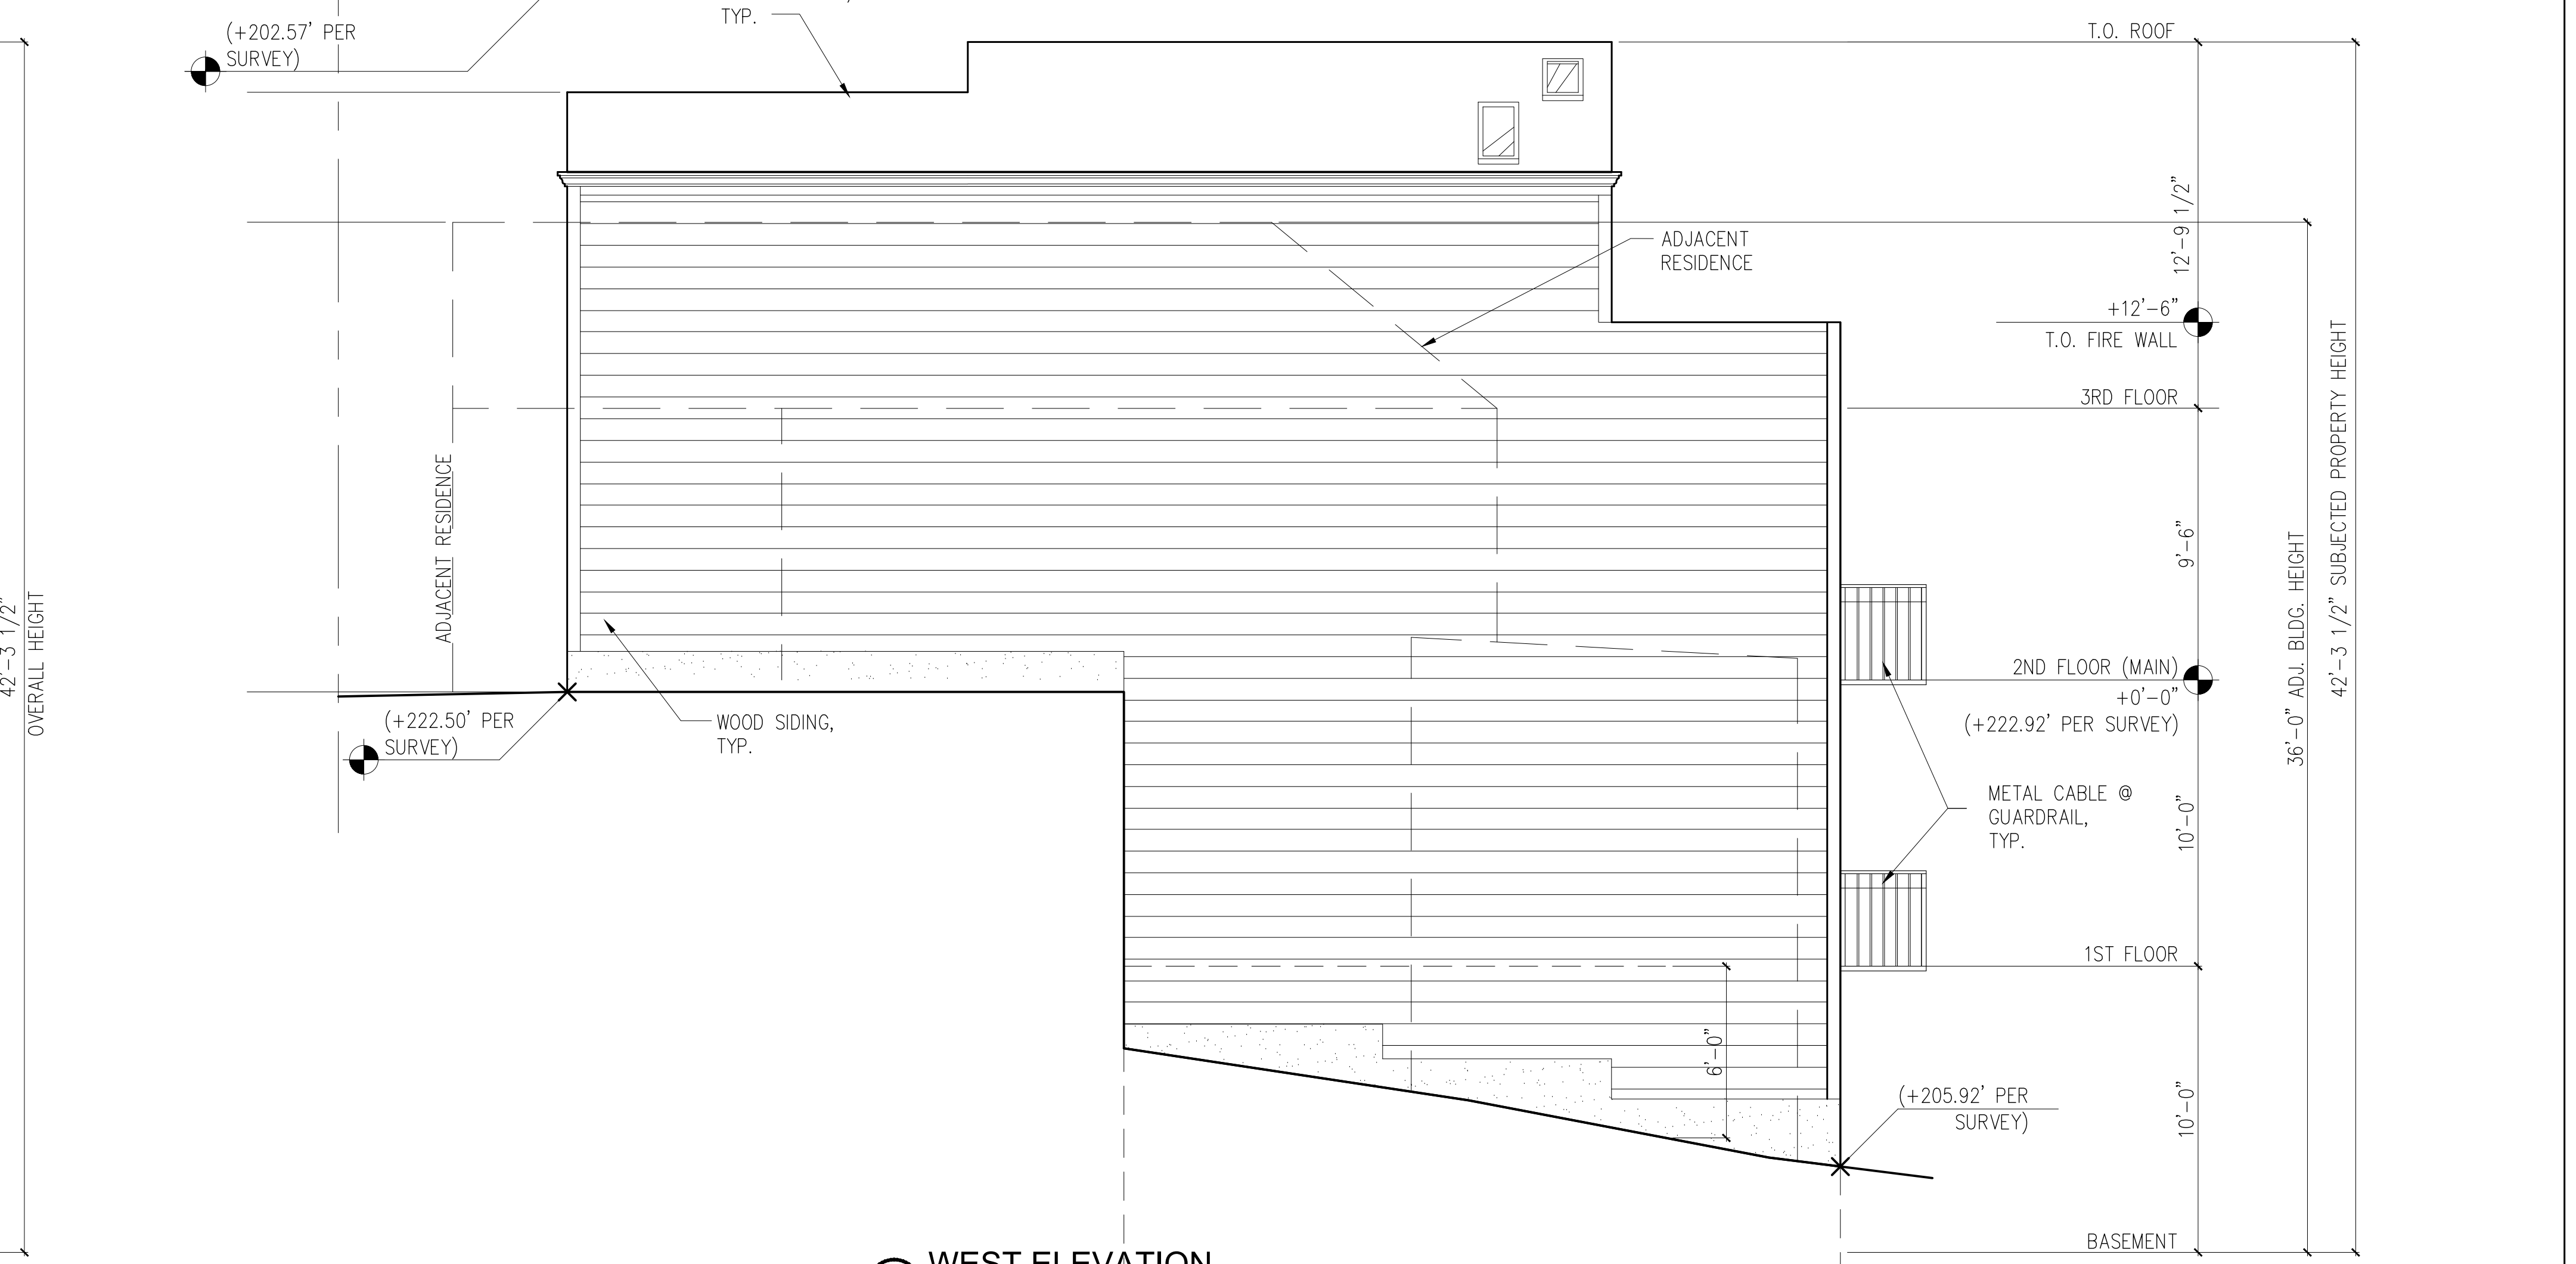 (+202.57' PER
SURVEY)
TYP.
T.O. ROOF
12'-9 1/2"
ADJACENT
RESIDENCE
+12'-6"
T.O. FIRE WALL
3RD FLOOR
42'-3 1/2" SUBJECTED PROPERTY HEIGHT
ADJACENT RESIDENCE
9'-6"
36'-0" ADJ. BLDG. HEIGHT
42'-3 1/2"
OVERALL HEIGHT
2ND FLOOR (MAIN)
+0'-0"
(+222.92' PER SURVEY)
(+222.50' PER
SURVEY)
WOOD SIDING,
TYP.
METAL CABLE @
GUARDRAIL,
TYP.
10'-0"
1ST FLOOR
6'-0"
(+205.92' PER
SURVEY)
10'-0"
BASEMENT
WEST ELEVATION